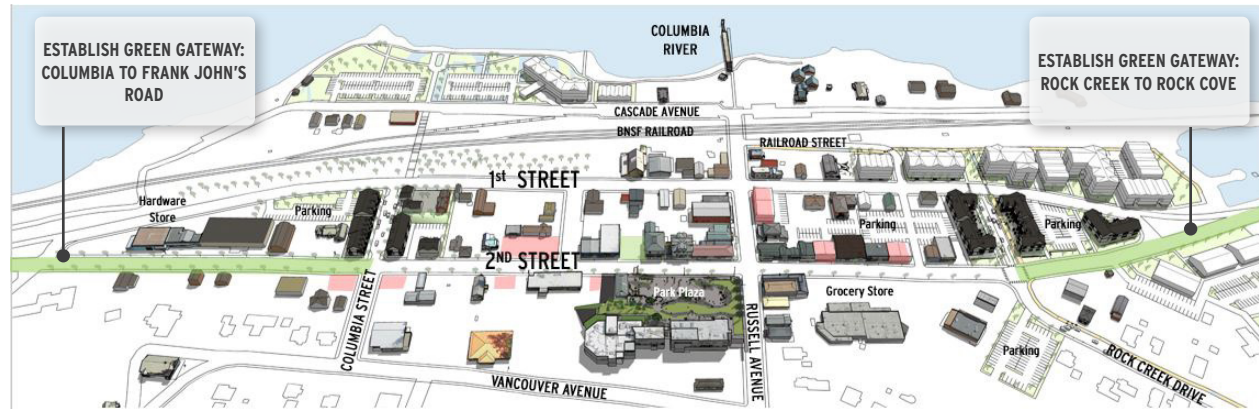 ESTABLISH GREEN GATEWAY:
COLUMBIA TO FRANK JOHN'S
ROAD
COLUMBIA
RIVER
ESTABLISH GREEN GATEWAY:
ROCK CREEK TO ROCK COVE
CASCADE AVENUE
BNSF RAILROAD
RAILROAD STREET
1st STREET
Hardware
Store
Parking
Parking
Parking
2ND STREET
Park Plaza
Grocery Store
COLUMBIA STREET
RUSSELL AVENUE
Parking
ROCK CREEK DRIVE
VANCOUVER AVENUE